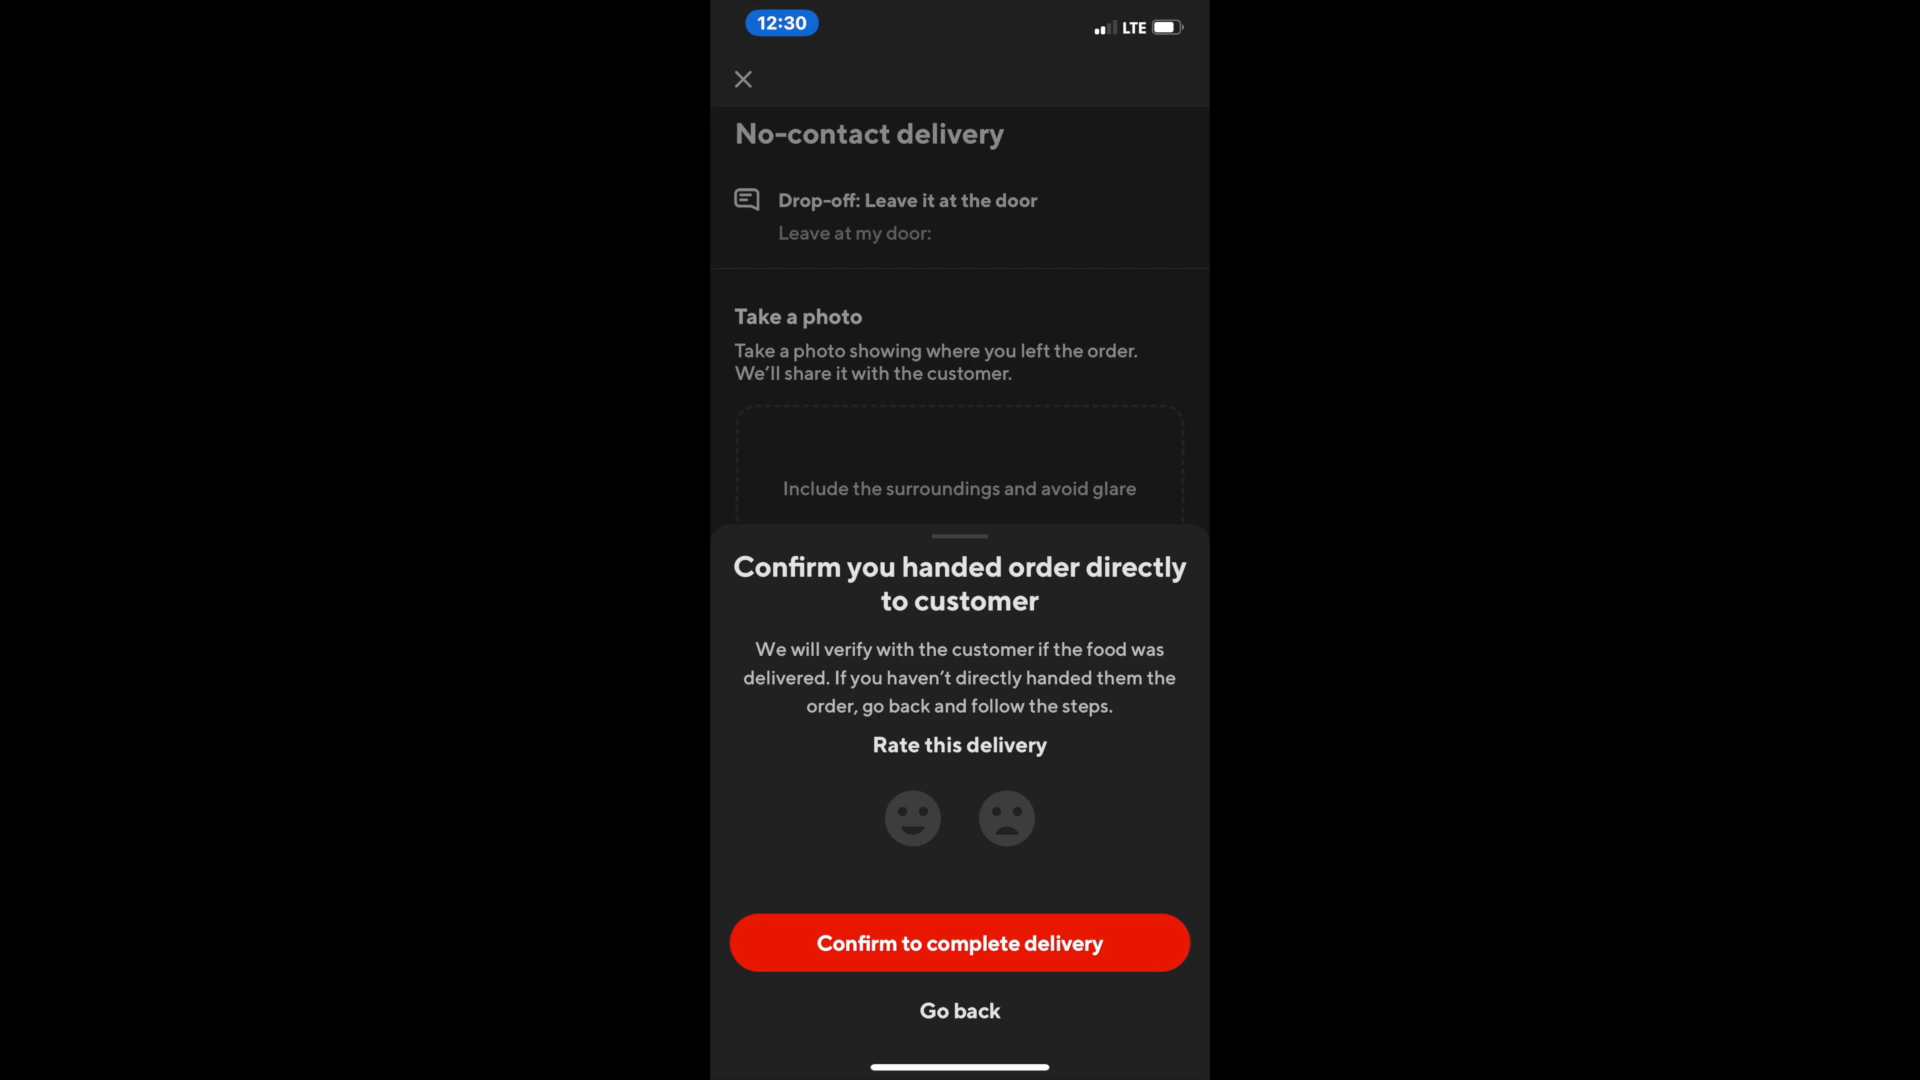 12:30
LTE
No-contact delivery
Drop-off: Leave it at the door
Leave at my door:
Take a photo
Take a photo showing where you left the order.
We’ll share it with the customer.
Include the surroundings and avoid glare
Confirm you handed order directly
to customer
We will verify with the customer if the food was
delivered. If you haven’t directly handed them the
order, go back and follow the steps.
Rate this delivery
Confirm to complete delivery
Go back